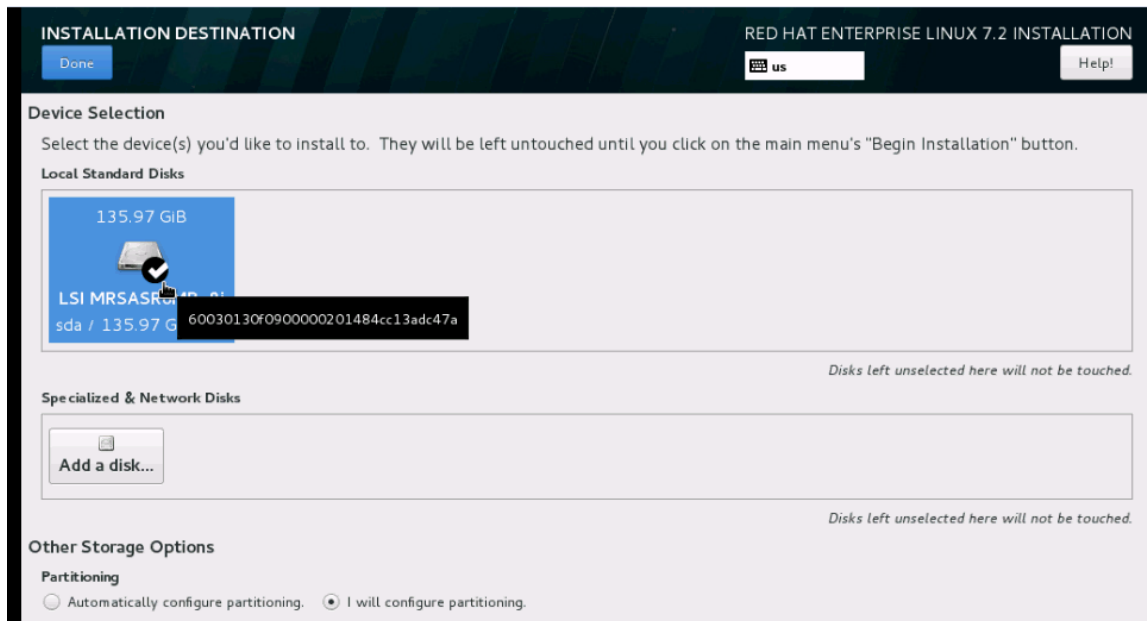 INSTALLATION DESTINATION
RED HAT ENTERPRISE LINUX 7.2 INSTALLATION
Done
us
Help!
Device Selection
Select the device(s) you'd like to install to. They will be left untouched until you click on the main menu's "Begin Installation" button.
Local Standard Disks
135.97 GiB
LSI
sda / 135.97 G
60030130f0900000201484cc13adc47a
Disks left unselected here will not be touched.
Specialized & Network Disks
Add a disk...
Disks left unselected here will not be touched.
Other Storage Options
Partitioning
Automatically configure partitioning.
I will configure partitioning.